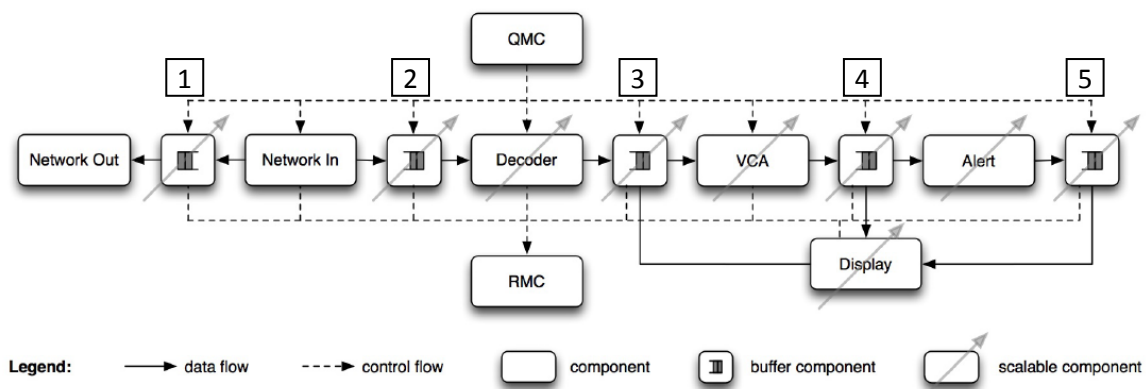 QMC
1
2
3
4
5
Network Out
Network In
Decoder
VCA
Alert
Display
RMC
Legend:
data flow
control flow
component
buffer component
scalable component